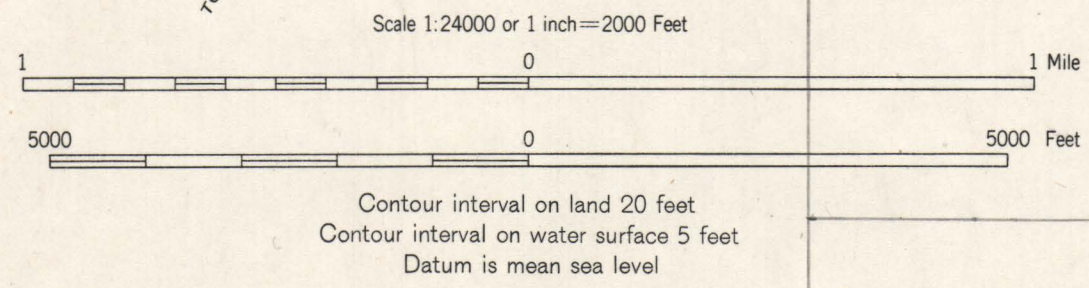 Scale 1:24000 or 1 inch=2000 Feet
1 0 1 Mile
5000 0 5000 Feet
Contour interval on land 20 feet
Contour interval on water surface 5 feet
Datum is mean sea level